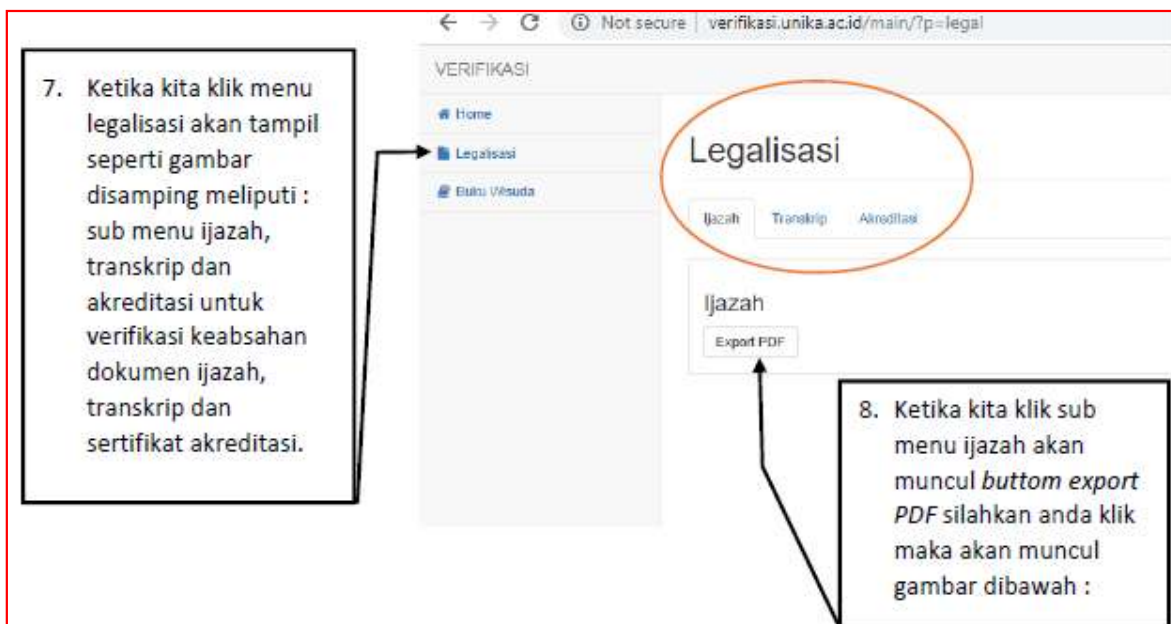 Not secure | verifikasi.unika.ac.id/main/?p=legal
VERIFIKASI
Home
Legalisasi
Buku Wisuda
Legalisasi
Ijazah Transkrip Akreditasi
Ijazah
Export PDF
7. Ketika kita klik menu
legalisasi akan tampil
seperti gambar
disamping meliputi :
sub menu ijazah,
transkrip dan
akreditasi untuk
verifikasi keabsahan
dokumen ijazah,
transkrip dan
sertifikat akreditasi.
8. Ketika kita klik sub
menu ijazah akan
muncul buttom export
PDF silahkan anda klik
maka akan muncul
gambar dibawah :